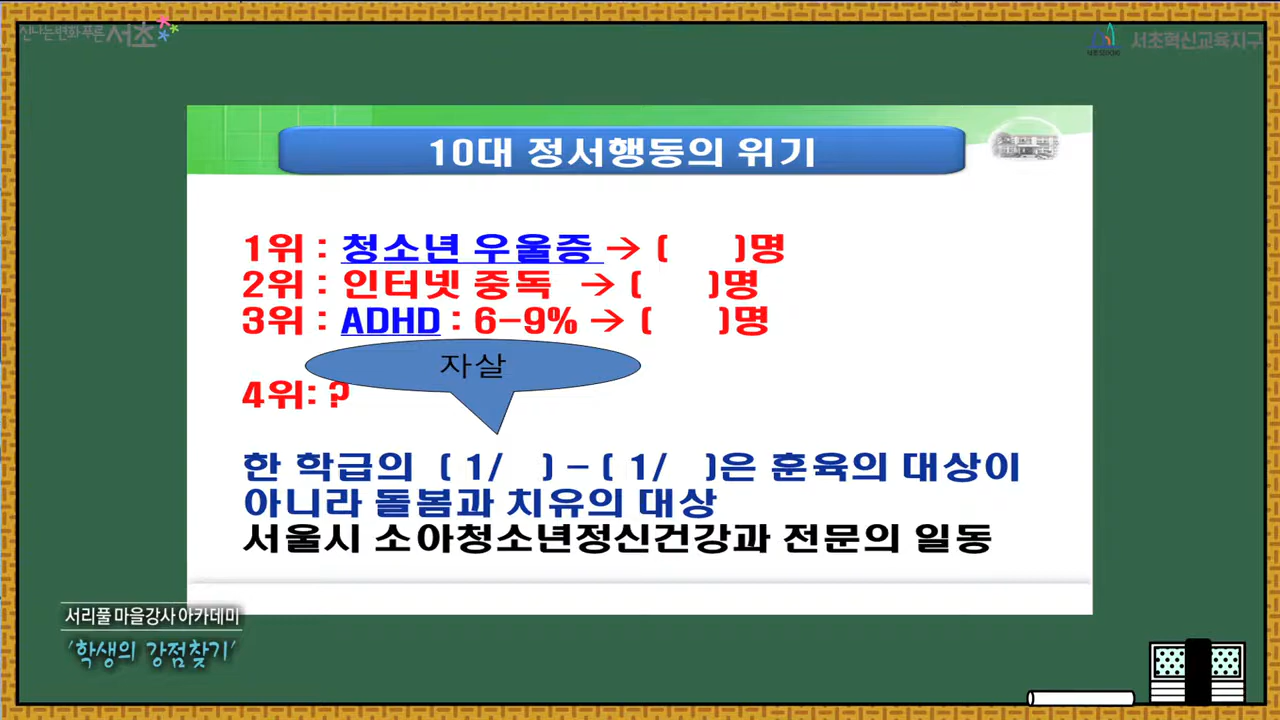 신나는변화 푸른 서초
서초혁신교육지구
10대 정서행동의 위기
1위 : 청소년 우울증 → ( )명
2위 : 인터넷 중독 → ( )명
3위 : ADHD : 6-9% → ( )명
자살
4위: ?
한 학급의 ( 1/ ) - ( 1/ )은 훈육의 대상이
아니라 돌봄과 치유의 대상
서울시 소아청소년정신건강과 전문의 일동
서리풀 마을강사 아카데미
'학생의 강점찾기'